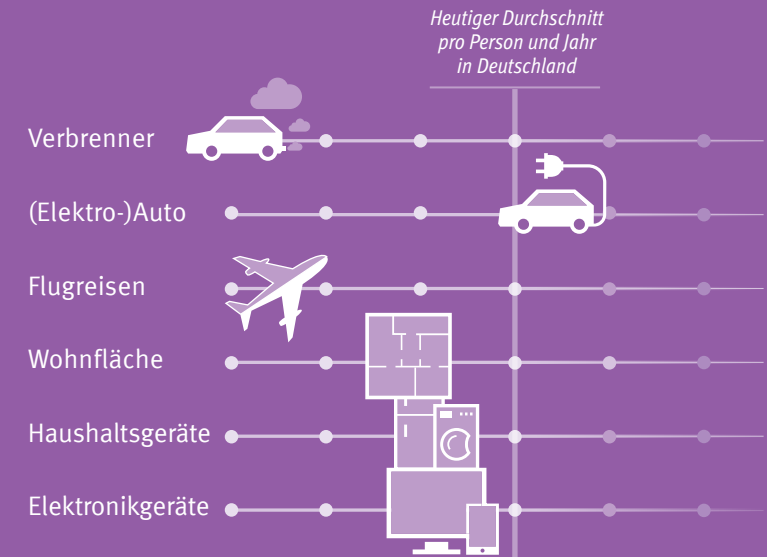 Heutiger Durchschnitt
pro Person und Jahr
in Deutschland
Verbrenner
(Elektro-)Auto
Flugreisen
Wohnfläche
Haushaltsgeräte
Elektronikgeräte